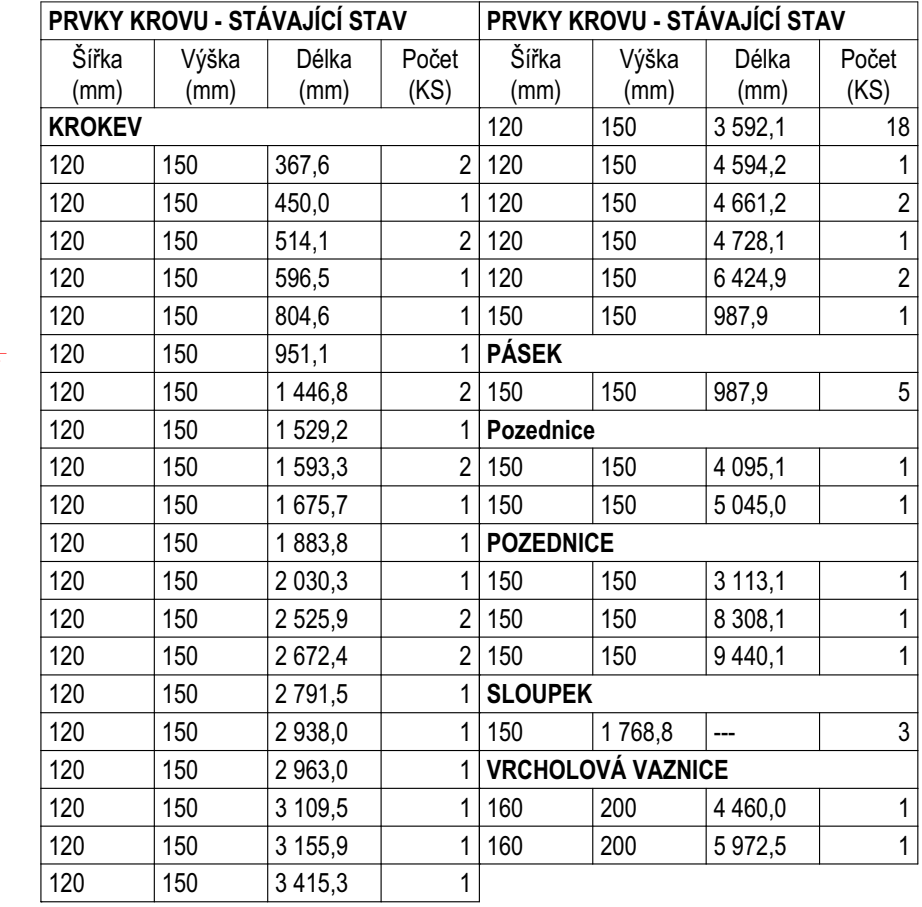 PRVKY KROVU - STÁVAJÍCÍ STAV
Šířka (mm) Výška (mm) Délka (mm) Počet (KS)
KROKEV
120 150 367,6 2
120 150 450,0 1
120 150 514,1 2
120 150 596,5 1
120 150 804,6 1
120 150 951,1 1
120 150 1 446,8 2
120 150 1 529,2 1
120 150 1 593,3 2
120 150 1 675,7 1
120 150 1 883,8 1
120 150 2 030,3 1
120 150 2 525,9 2
120 150 2 672,4 2
120 150 2 791,5 1
120 150 2 938,0 1
120 150 2 963,0 1
120 150 3 109,5 1
120 150 3 155,9 1
120 150 3 415,3 1
PRVKY KROVU - STÁVAJÍCÍ STAV
Šířka (mm) Výška (mm) Délka (mm) Počet (KS)
120 150 3 592,1 18
120 150 4 594,2 1
120 150 4 661,2 2
120 150 4 728,1 1
120 150 6 424,9 2
150 150 987,9 1
PÁSEK
150 150 987,9 5
Pozednice
150 150 4 095,1 1
150 150 5 045,0 1
POZEDNICE
150 150 3 113,1 1
150 150 8 308,1 1
150 150 9 440,1 1
SLOUPEK
150 1 768,8 --- 3
VRCHOLOVÁ VAZNICE
160 200 4 460,0 1
160 200 5 972,5 1